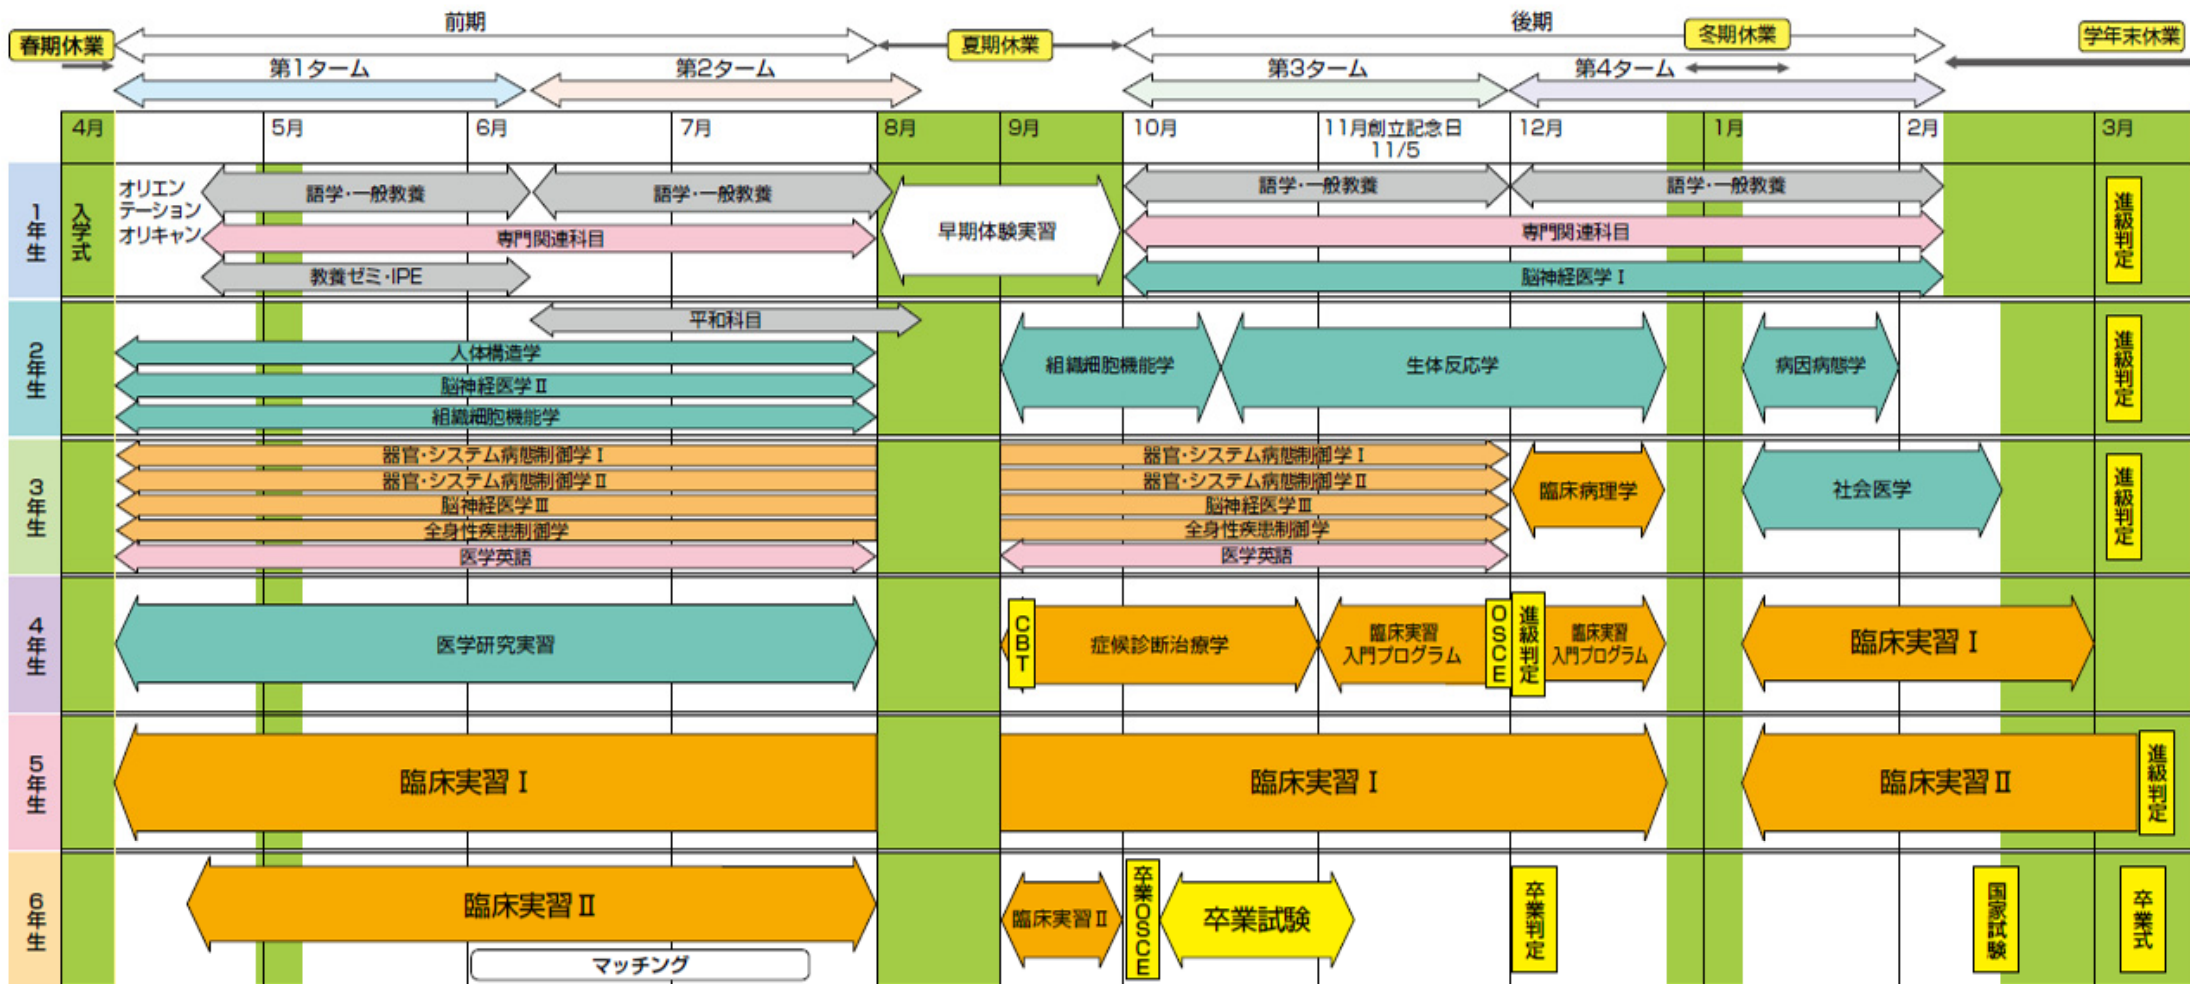 前期
後期
春期休業
夏期休業
冬期休業
学年末休業
第1ターム
第2ターム
第3ターム
第4ターム
4月
5月
6月
7月
8月
9月
10月
11月創立記念日
11/5
12月
1月
2月
3月
1年生
入学式
オリエン
テーション
オリキャン
語学・一般教養
語学・一般教養
専門関連科目
教養ゼミ・IPE
早期体験実習
語学・一般教養
語学・一般教養
専門関連科目
脳神経医学Ⅰ
進級判定
2年生
平和科目
人体構造学
脳神経医学Ⅱ
組織細胞機能学
組織細胞機能学
生体反応学
病因病態学
進級判定
3年生
器官・システム病態制御学Ⅰ
器官・システム病態制御学Ⅱ
脳神経医学Ⅲ
全身性疾患制御学
医学英語
器官・システム病態制御学Ⅰ
器官・システム病態制御学Ⅱ
脳神経医学Ⅲ
全身性疾患制御学
医学英語
臨床病理学
社会医学
進級判定
4年生
医学研究実習
CBT
症候診断治療学
臨床実習
入門プログラム
OSCE
進級判定
臨床実習
入門プログラム
臨床実習Ⅰ
5年生
臨床実習Ⅰ
臨床実習Ⅰ
臨床実習Ⅱ
進級判定
6年生
臨床実習Ⅱ
マッチング
臨床実習Ⅱ
卒業OSCE
卒業試験
卒業判定
国家試験
卒業式